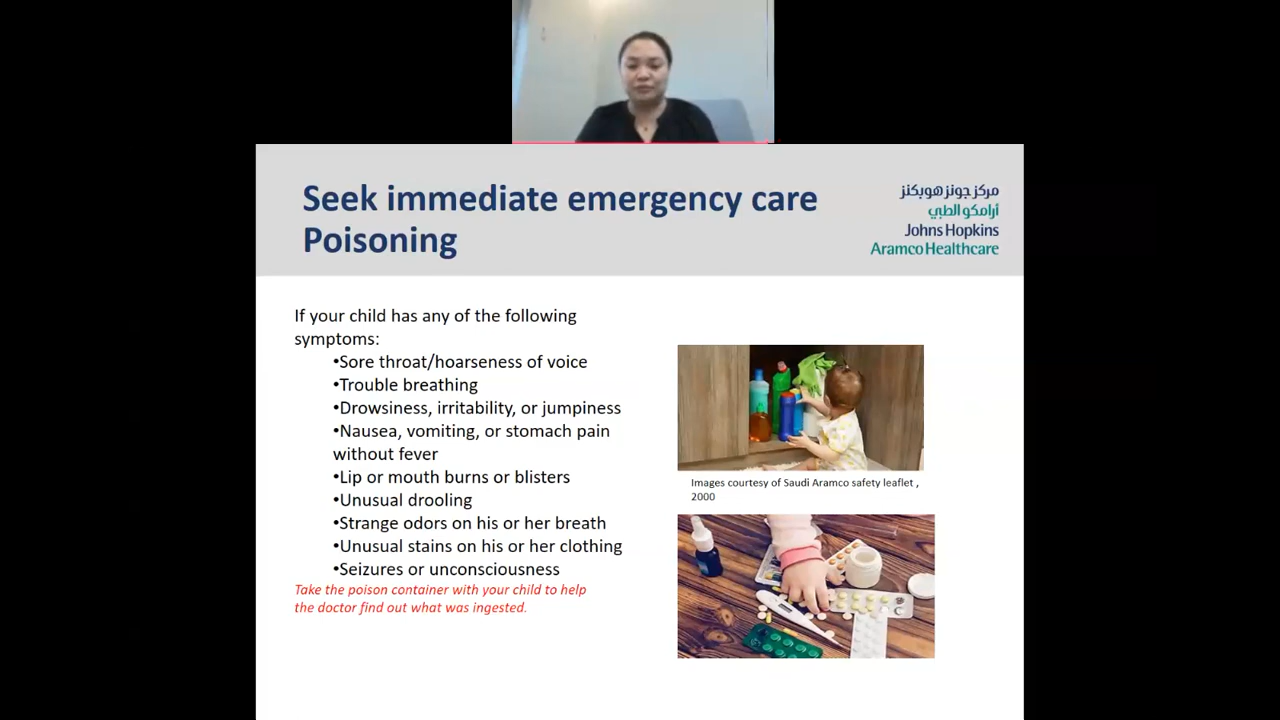 Seek immediate emergency care
Poisoning
مركز جونز هوبكنز
أرامكو الطبي
Johns Hopkins
Aramco Healthcare
If your child has any of the following
symptoms:
•Sore throat/hoarseness of voice
•Trouble breathing
•Drowsiness, irritability, or jumpiness
•Nausea, vomiting, or stomach pain
without fever
•Lip or mouth burns or blisters
•Unusual drooling
•Strange odors on his or her breath
•Unusual stains on his or her clothing
•Seizures or unconsciousness
Take the poison container with your child to help
the doctor find out what was ingested.
Images courtesy of Saudi Aramco safety leaflet ,
2000